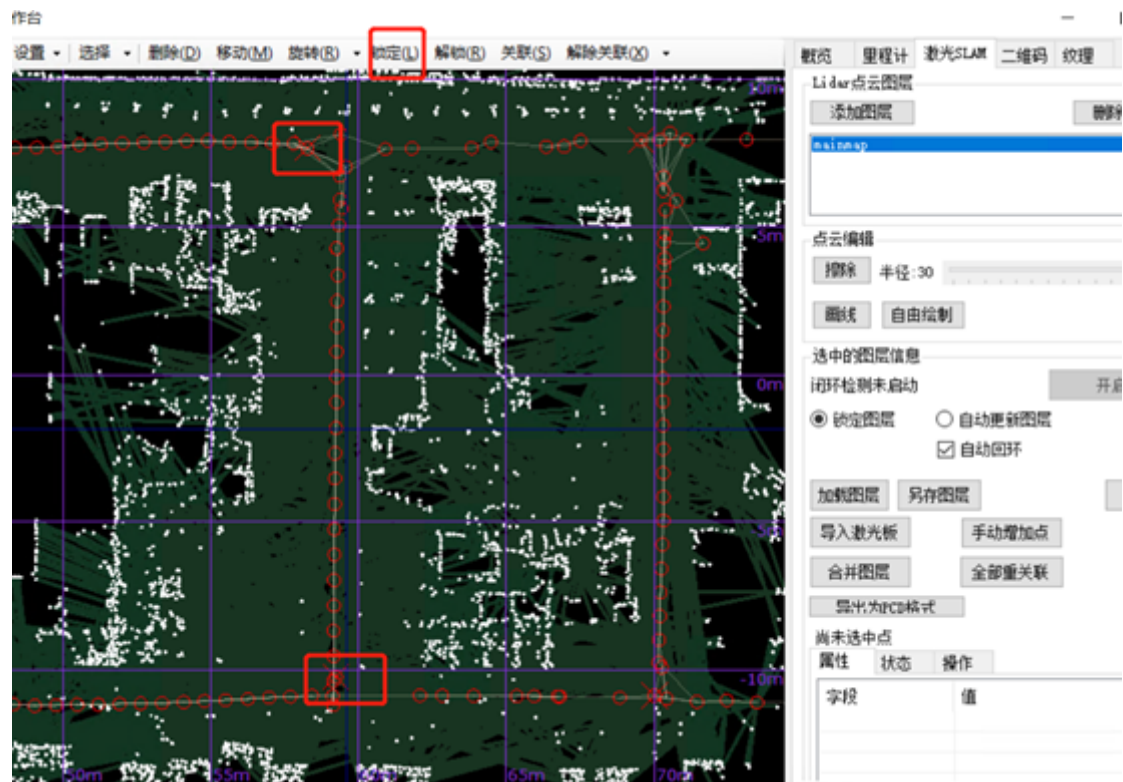 作台
设置 选择 删除(D) 移动(M) 旋转(R) 锁定(L) 解锁(R) 关联(S) 解除关联(X)
概览 里程计 激光SLAM 二维码 纹理
Lidar点云图层
添加图层 删除
mainmap
点云编辑
擦除 半径:30
画线 自由绘制
选中的图层信息
闭环检测未启动 开启
锁定图层 自动更新图层
自动回环
加载图层 另存图层
导入激光板 手动增加点
合并图层 全部重关联
导出为PCD格式
尚未选中点
属性 状态 操作
字段 值
10m
5m
0m
5m
-10m
50m 55m 65m 70m